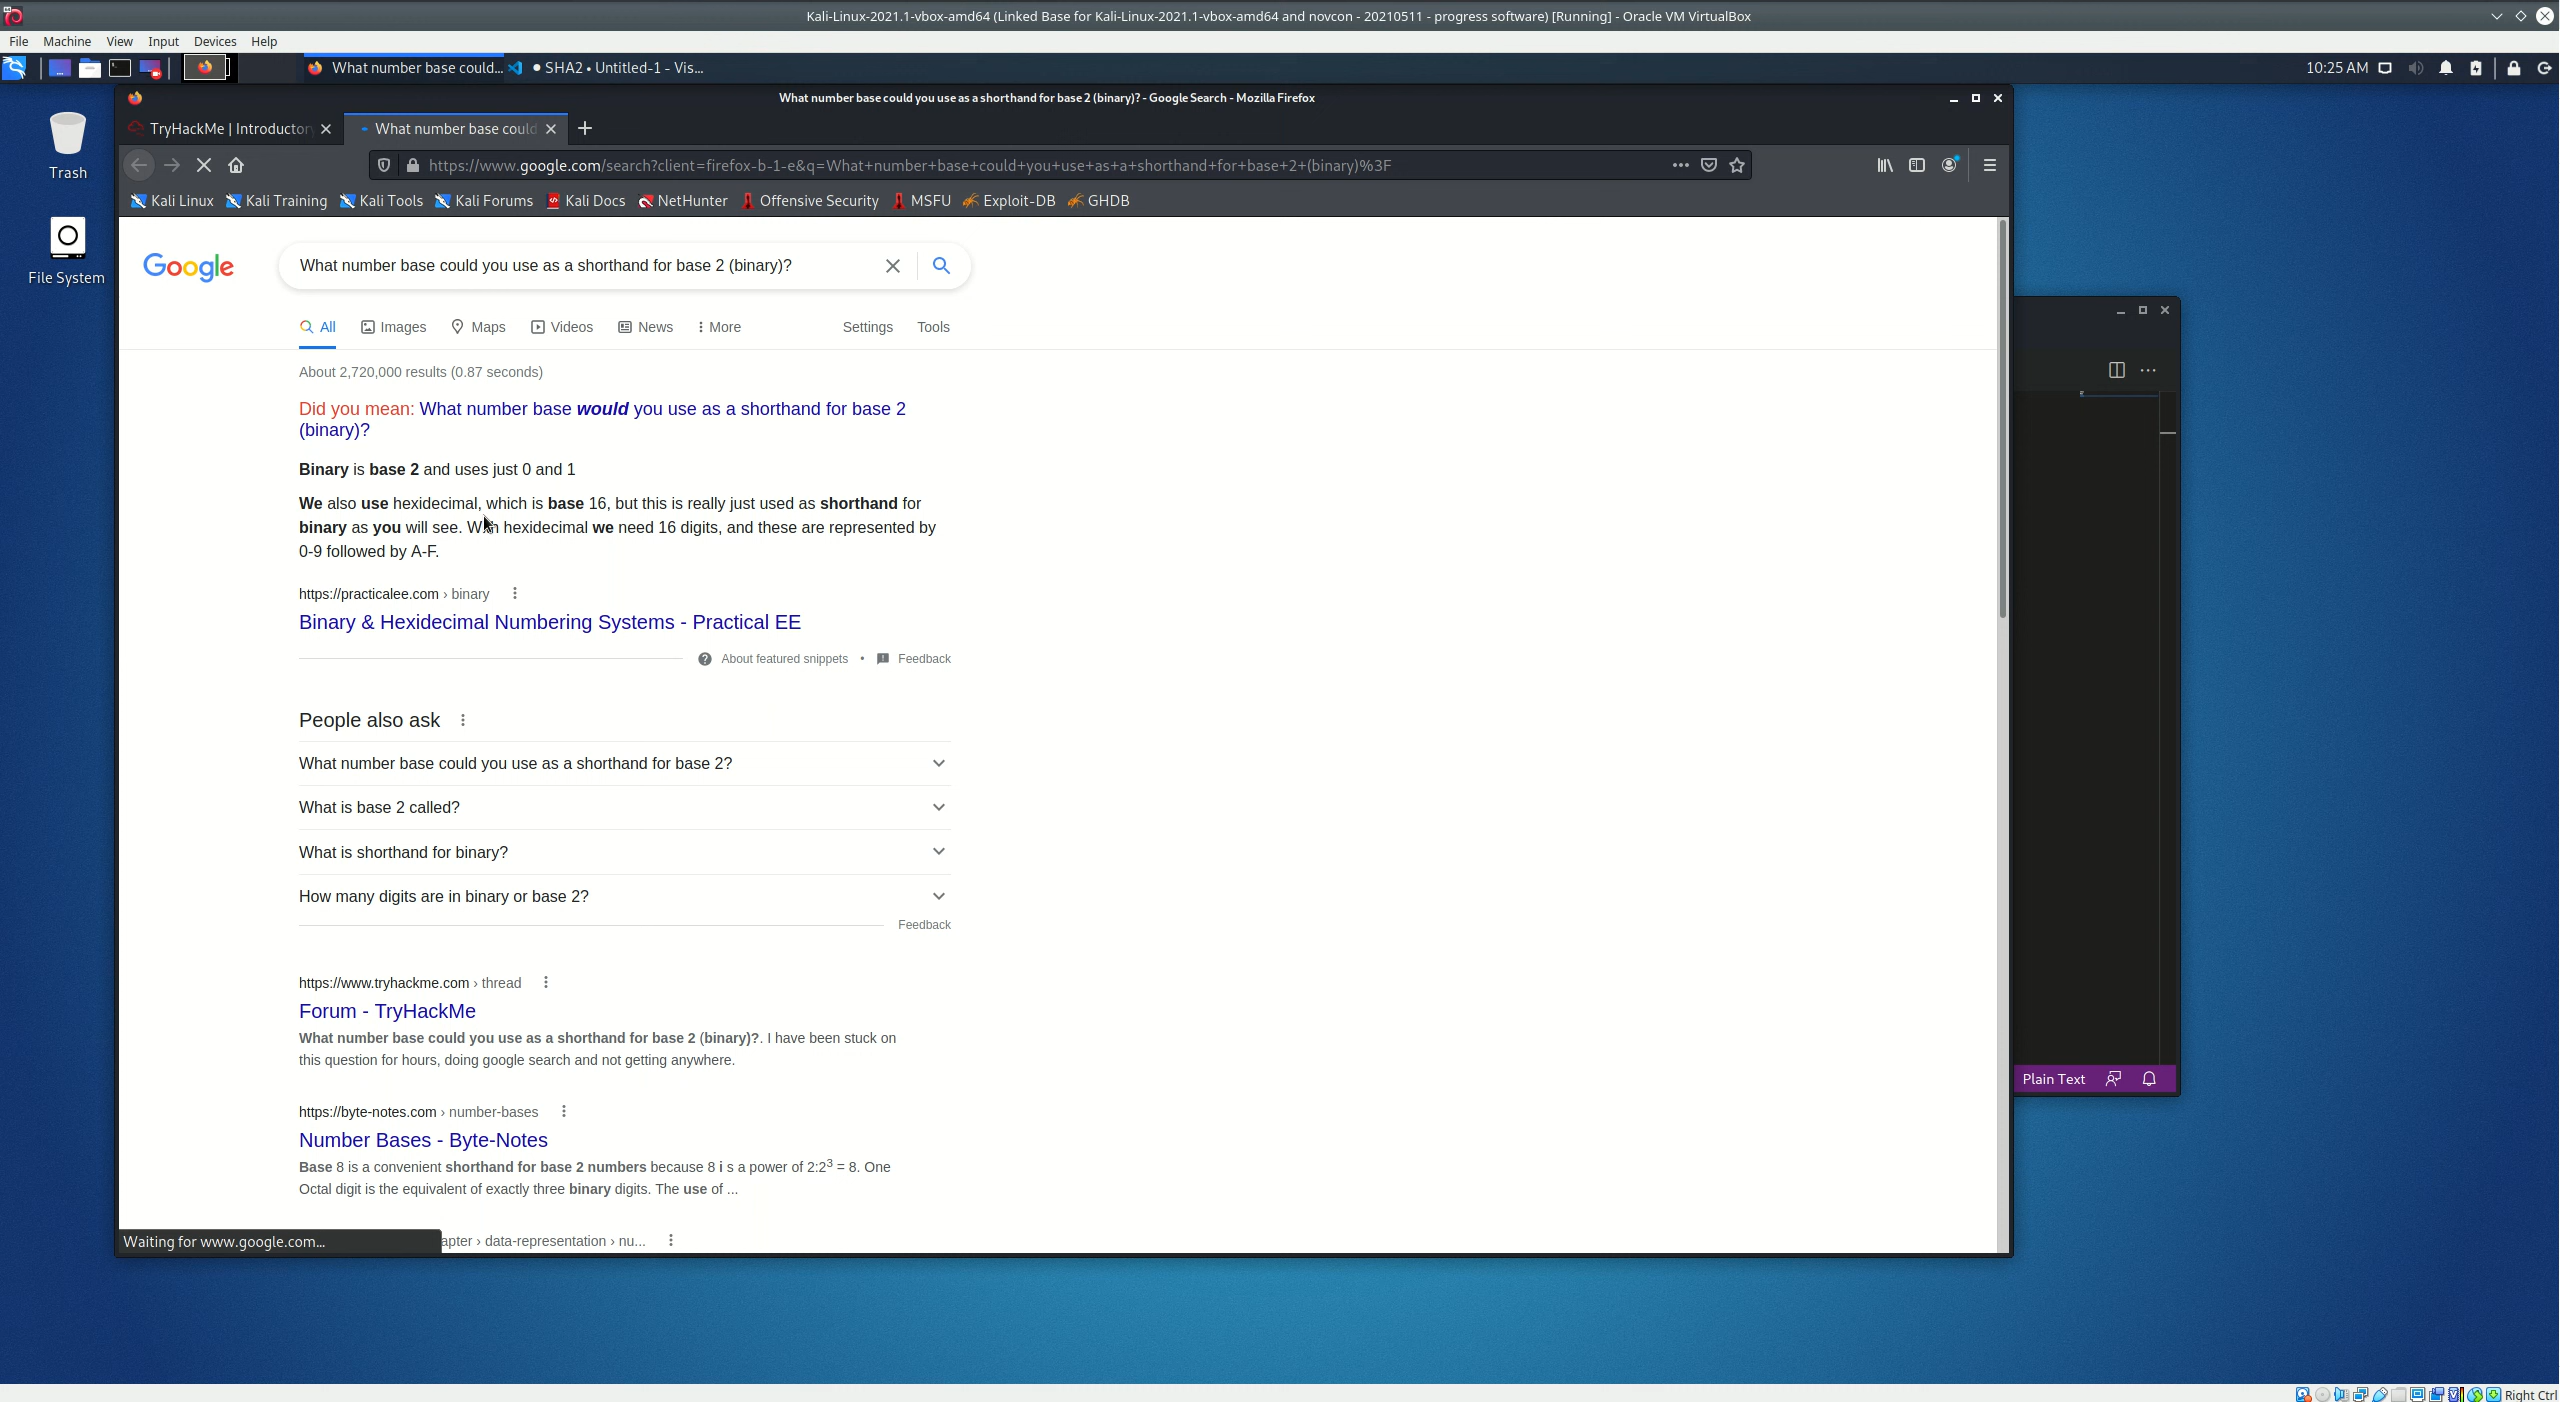 Kali-Linux-2021.1-vbox-amd64 (Linked Base for Kali-Linux-2021.1-vbox-amd64 and novcon - 20210511 - progress software) [Running] - Oracle VM VirtualBox
File Machine View Input Devices Help
What number base could... SHA2 • Untitled-1 - Vis... 10:25 AM
Trash
File System
What number base could you use as a shorthand for base 2 (binary)? - Google Search - Mozilla Firefox
TryHackMe | Introductor What number base could
https://www.google.com/search?client=firefox-b-1-e&q=What+number+base+could+you+use+as+a+shorthand+for+base+2+(binary)%3F
Kali Linux Kali Training Kali Tools Kali Forums Kali Docs NetHunter Offensive Security MSFU Exploit-DB GHDB
Google What number base could you use as a shorthand for base 2 (binary)?
All Images Maps Videos News More Settings Tools
About 2,720,000 results (0.87 seconds)
Did you mean: What number base would you use as a shorthand for base 2
(binary)?
Binary is base 2 and uses just 0 and 1
We also use hexidecimal, which is base 16, but this is really just used as shorthand for
binary as you will see. With hexidecimal we need 16 digits, and these are represented by
0-9 followed by A-F.
https://practicalee.com › binary
Binary & Hexidecimal Numbering Systems - Practical EE
About featured snippets • Feedback
People also ask
What number base could you use as a shorthand for base 2?
What is base 2 called?
What is shorthand for binary?
How many digits are in binary or base 2?
Feedback
https://www.tryhackme.com › thread
Forum - TryHackMe
What number base could you use as a shorthand for base 2 (binary)?. I have been stuck on
this question for hours, doing google search and not getting anywhere.
https://byte-notes.com › number-bases
Number Bases - Byte-Notes
Base 8 is a convenient shorthand for base 2 numbers because 8 i s a power of 2:2³ = 8. One
Octal digit is the equivalent of exactly three binary digits. The use of ...
apter › data-representation › nu...
Waiting for www.google.com...
Plain Text
Right Ctrl